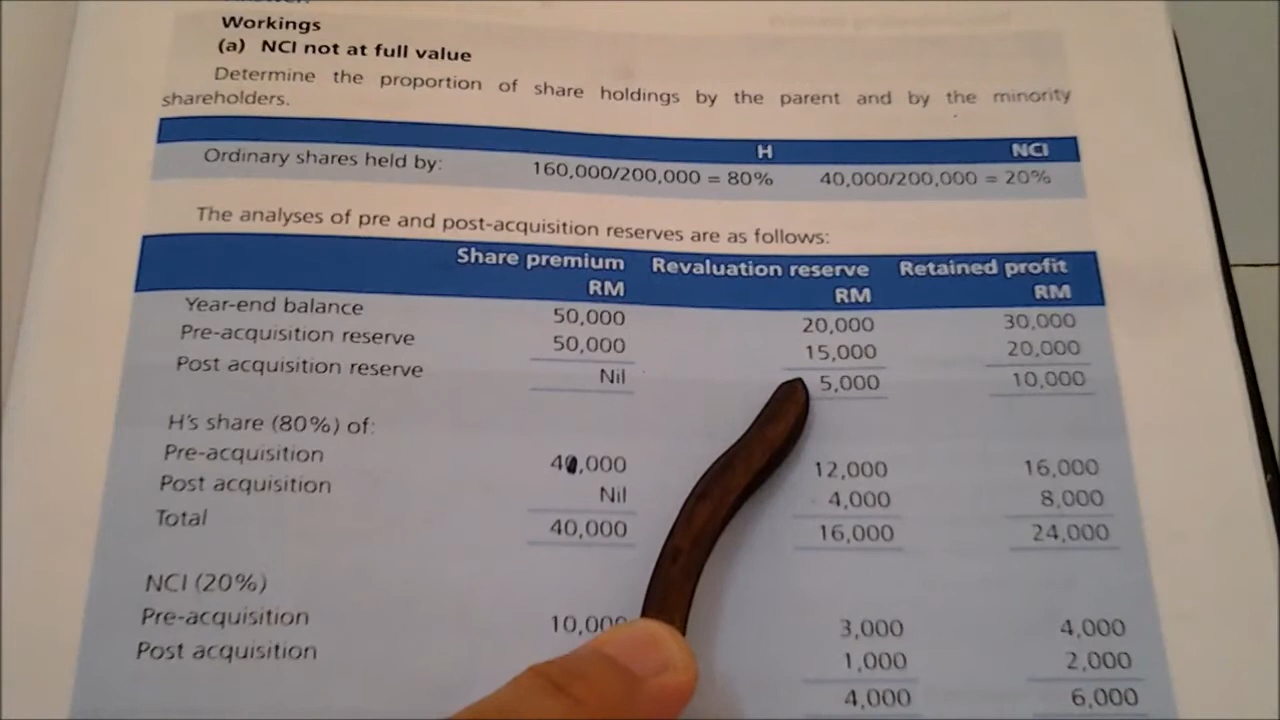 Workings
(a) NCI not at full value
Determine the proportion of share holdings by the parent and by the minority
shareholders.
H NCI
Ordinary shares held by: 160,000/200,000 = 80% 40,000/200,000 = 20%
The analyses of pre and post-acquisition reserves are as follows:
Share premium Revaluation reserve Retained profit
RM RM RM
Year-end balance 50,000 20,000 30,000
Pre-acquisition reserve 50,000 15,000 20,000
Post acquisition reserve Nil 5,000 10,000
H's share (80%) of:
Pre-acquisition 40,000 12,000 16,000
Post acquisition Nil 4,000 8,000
Total 40,000 16,000 24,000
NCI (20%)
Pre-acquisition 10,000 3,000 4,000
Post acquisition 1,000 2,000
4,000 6,000